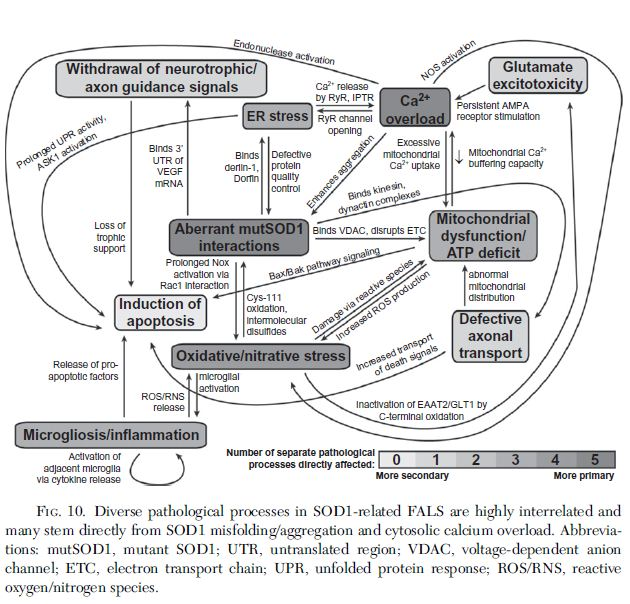 Endonuclease activation
NOS activation
Withdrawal of neurotrophic/
axon guidance signals
Glutamate
excitotoxicity
Ca²⁺ release
by RyR, IPTR
Ca²⁺
overload
ER stress
RyR channel
opening
Persistent AMPA
receptor stimulation
Prolonged UPR activity,
ASK1 activation
Binds 3'
UTR of
VEGF
mRNA
Binds
derlin-1,
Dorfin
Defective
protein
quality
control
Enhances aggregation
Excessive
mitochondrial
Ca²⁺ uptake
Mitochondrial Ca²⁺
buffering capacity
Binds kinesin,
dynactin complexes
Loss of
trophic
support
Aberrant mutSOD1
interactions
Binds VDAC, disrupts ETC
Mitochondrial
dysfunction/
ATP deficit
Prolonged Nox
activation via
Rac1 interaction
Bax/Bak pathway signaling
Induction of
apoptosis
Cys-111
oxidation,
intermolecular
disulfides
Damage via reactive species
Increased ROS production
abnormal
mitochondrial
distribution
Defective
axonal
transport
Oxidative/nitrative stress
Increased transport
of death signals
Release of pro-
apoptotic factors
microglial
activation
ROS/RNS
release
Inactivation of EAAT2/GLT1 by
C-terminal oxidation
Microgliosis/inflammation
Activation of
adjacent microglia
via cytokine release
Number of separate pathological
processes directly affected:
0 1 2 3 4 5
More secondary More primary
FIG. 10. Diverse pathological processes in SOD1-related FALS are highly interrelated and
many stem directly from SOD1 misfolding/aggregation and cytosolic calcium overload. Abbrevia-
tions: mutSOD1, mutant SOD1; UTR, untranslated region; VDAC, voltage-dependent anion
channel; ETC, electron transport chain; UPR, unfolded protein response; ROS/RNS, reactive
oxygen/nitrogen species.